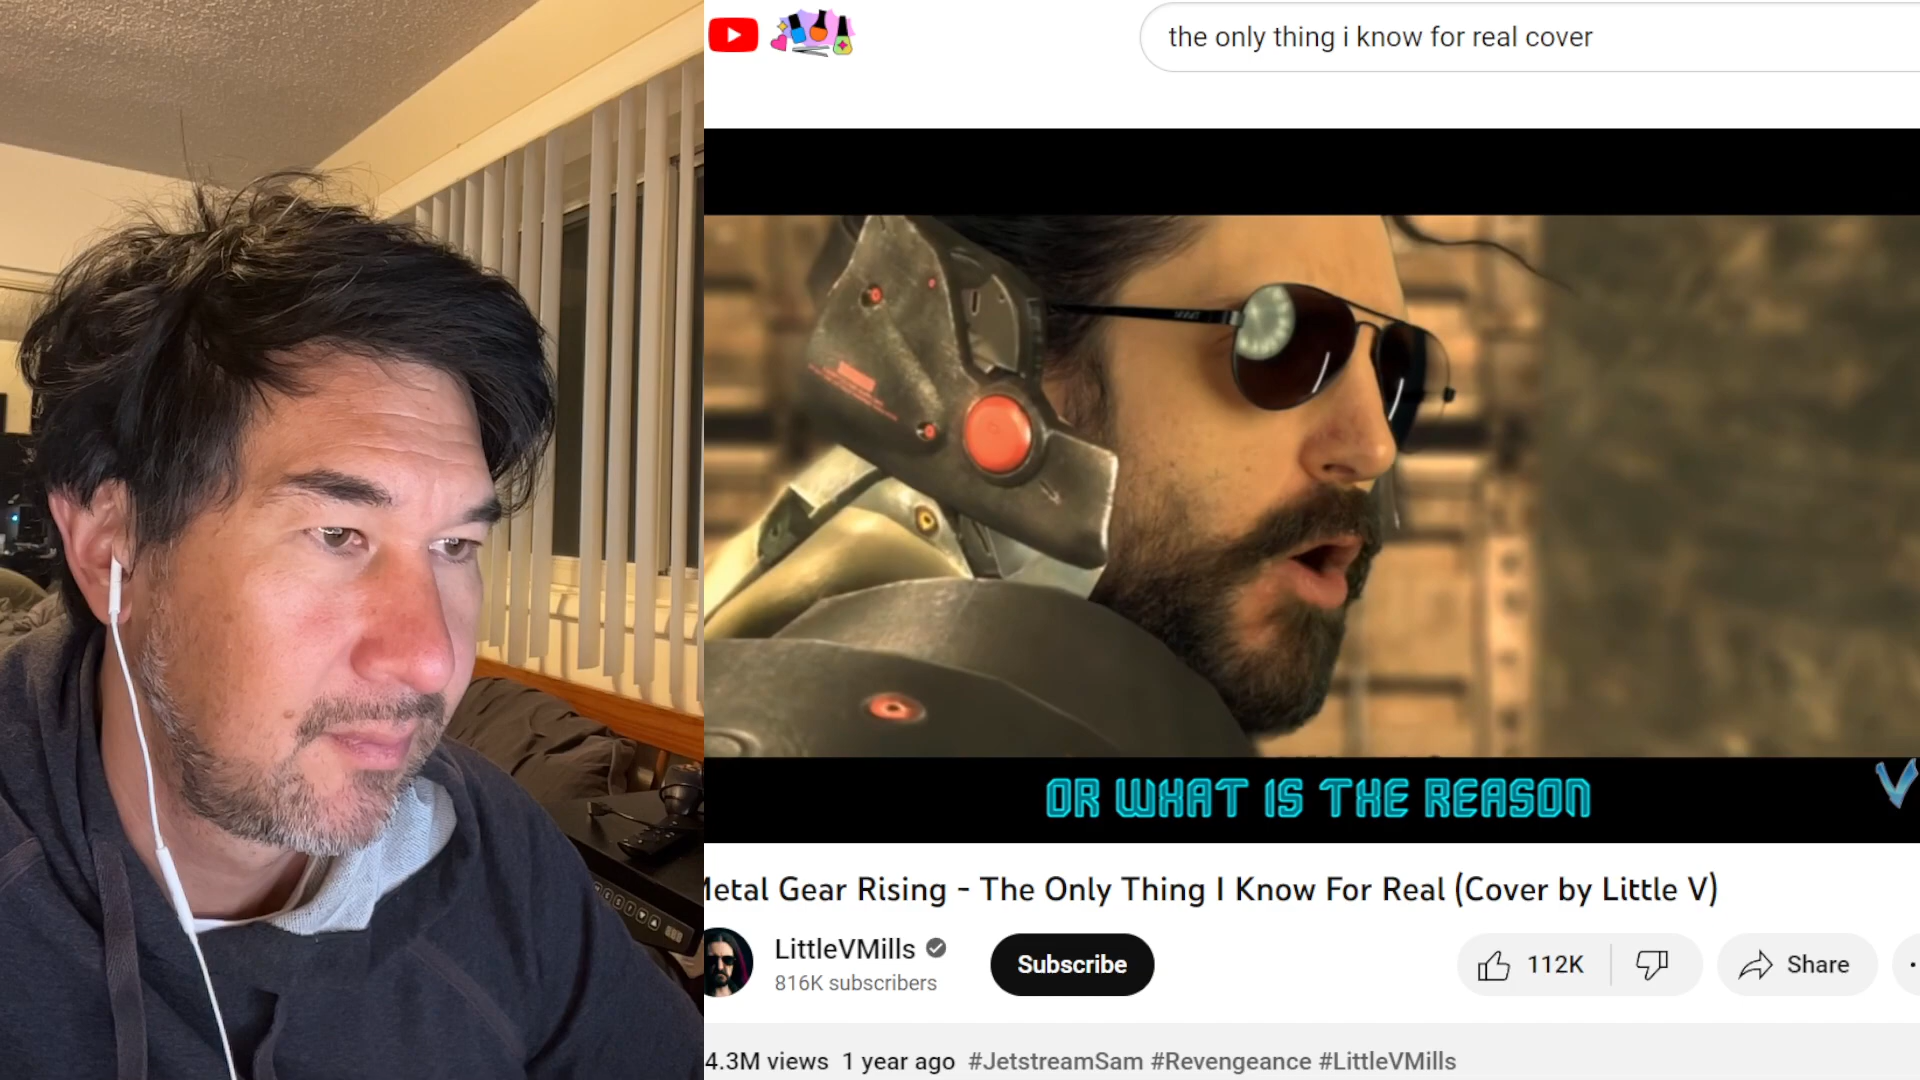 the only thing i know for real cover
OR WHAT IS THE REASON
Metal Gear Rising - The Only Thing I Know For Real (Cover by Little V)
LittleVMills
816K subscribers
Subscribe
112K
Share
4.3M views 1 year ago #JetstreamSam #Revengeance #LittleVMills